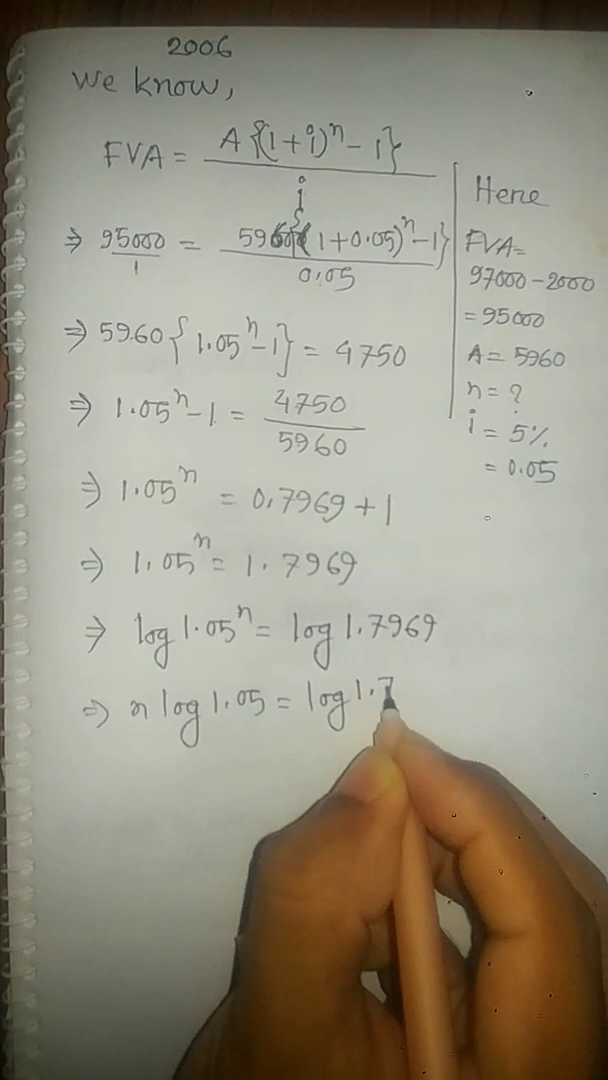 2006
We know,
FVA = A{(1+i)^n - 1} / i
⇒ 95000/1 = 5960{(1+0.05)^n - 1} / 0.05
⇒ 5960{1.05^n - 1} = 4750
⇒ 1.05^n - 1 = 4750 / 5960
⇒ 1.05^n = 0.7969 + 1
⇒ 1.05^n = 1.7969
⇒ log 1.05^n = log 1.7969
⇒ n log 1.05 = log 1.7
Here
FVA=
97000-2000
= 95000
A = 5960
n = ?
i = 5%
= 0.05